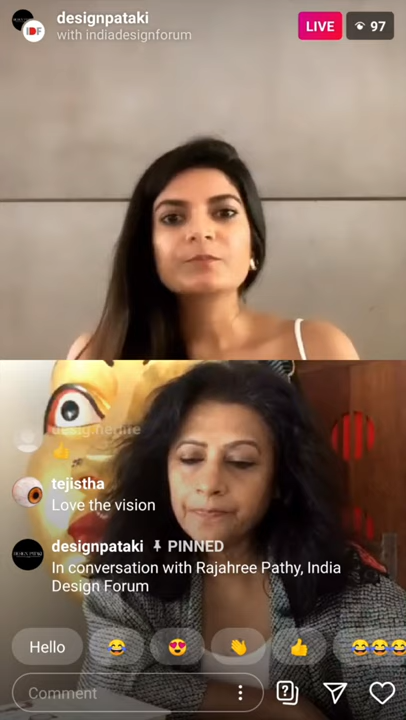 designpataki
with indiadesignforum
LIVE
97
IDF
tejistha
Love the vision
designpataki PINNED
In conversation with Rajahree Pathy, India
Design Forum
Hello
Comment